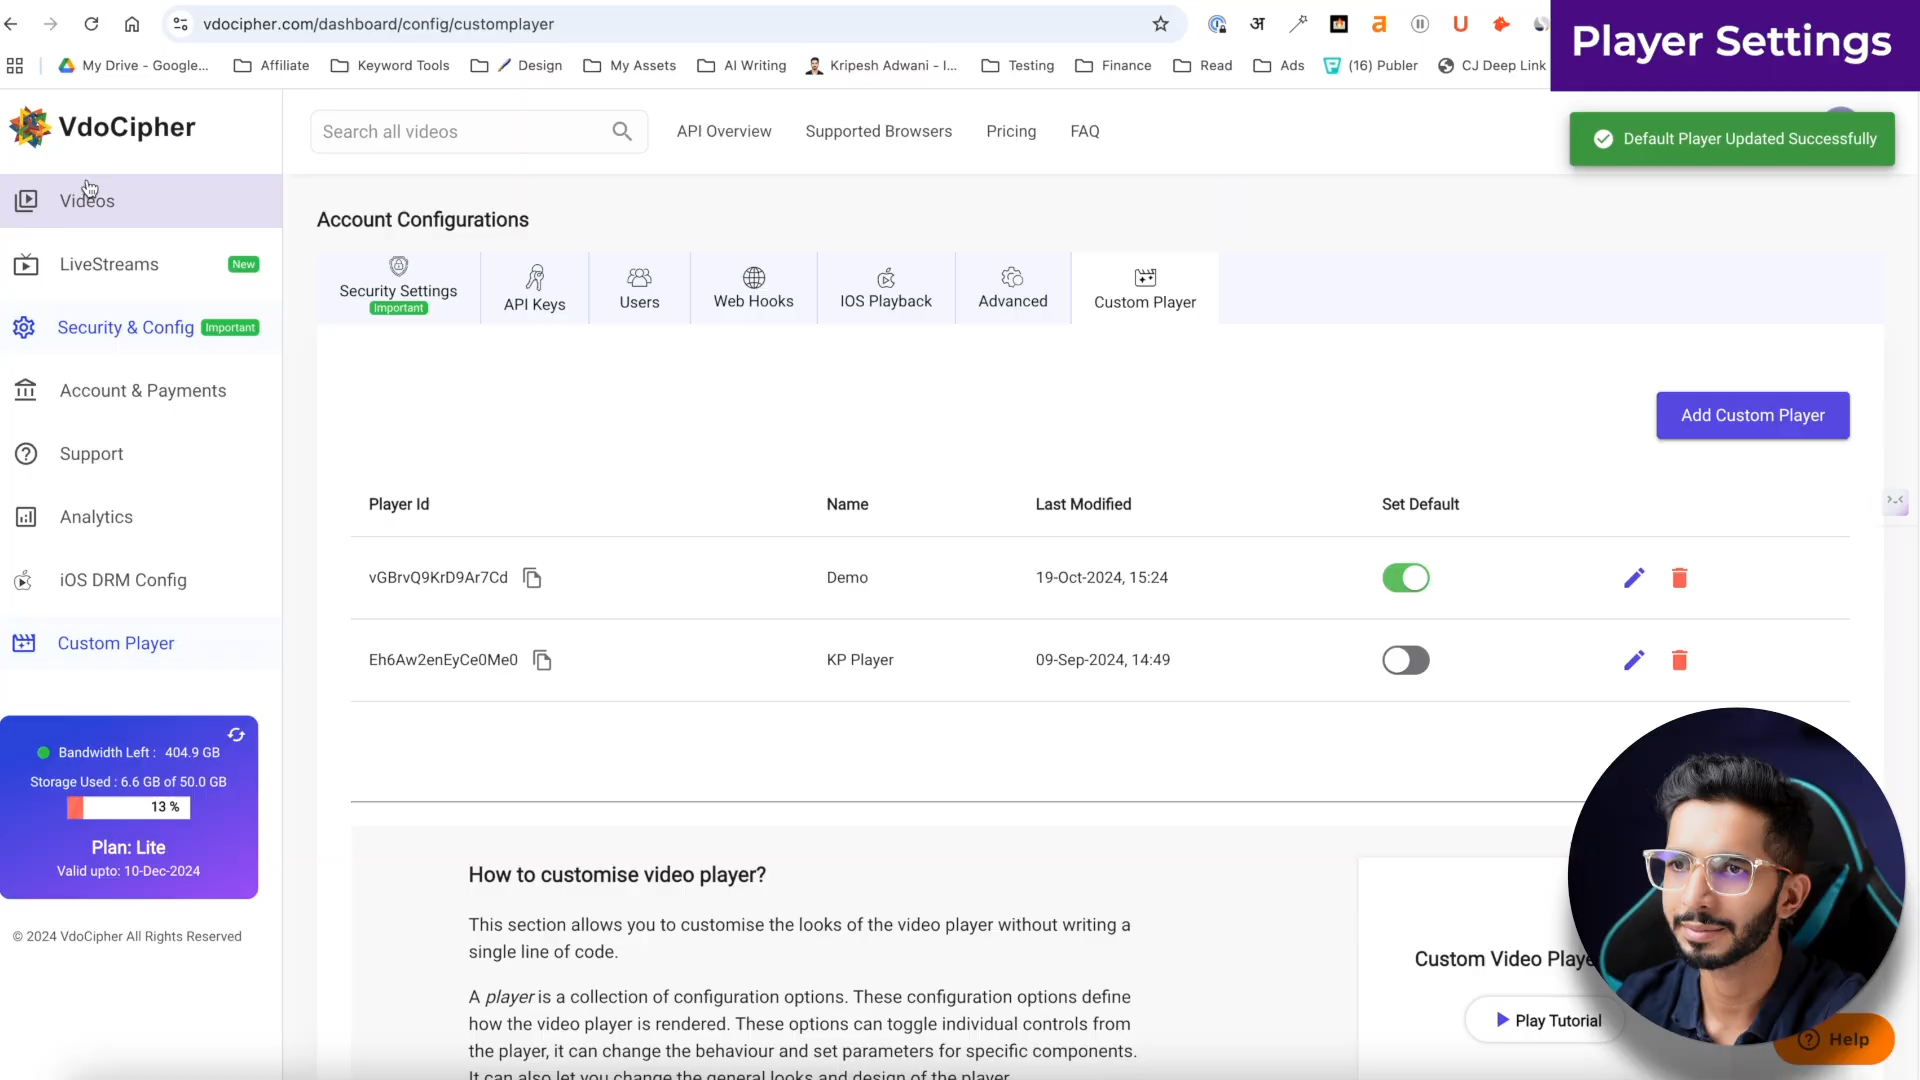 vdocipher.com/dashboard/config/customplayer
Player Settings
My Drive - Google...
Affiliate
Keyword Tools
Design
My Assets
AI Writing
Kripesh Adwani - I...
Testing
Finance
Read
Ads
(16) Publer
CJ Deep Link
अ
VdoCipher
Search all videos
API Overview
Supported Browsers
Pricing
FAQ
Default Player Updated Successfully
Videos
LiveStreams
New
Security & Config
Important
Account & Payments
Support
Analytics
iOS DRM Config
Custom Player
Bandwidth Left : 404.9 GB
Storage Used : 6.6 GB of 50.0 GB
13 %
Plan: Lite
Valid upto: 10-Dec-2024
© 2024 VdoCipher All Rights Reserved
Account Configurations
Security Settings
Important
API Keys
Users
Web Hooks
IOS Playback
Advanced
Custom Player
Add Custom Player
Player Id
Name
Last Modified
Set Default
vGBrvQ9KrD9Ar7Cd
Demo
19-Oct-2024, 15:24
Eh6Aw2enEyCe0Me0
KP Player
09-Sep-2024, 14:49
How to customise video player?
This section allows you to customise the looks of the video player without writing a
single line of code.
A player is a collection of configuration options. These configuration options define
how the video player is rendered. These options can toggle individual controls from
the player, it can change the behaviour and set parameters for specific components.
It can also let you change the general looks and design of the player.
Custom Video Playe
Play Tutorial
Help